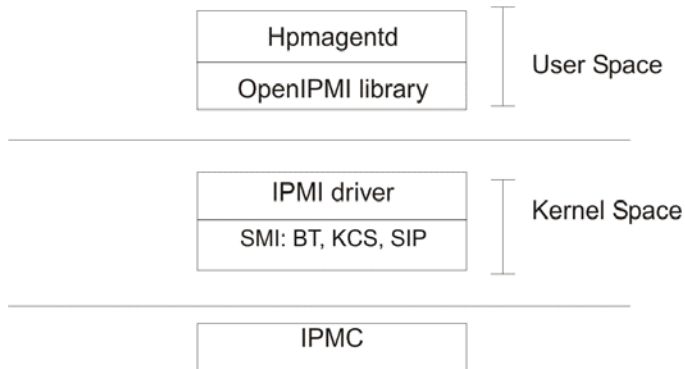 Hpmagentd
OpenIPMI library
User Space
IPMI driver
SMI: BT, KCS, SIP
Kernel Space
IPMC